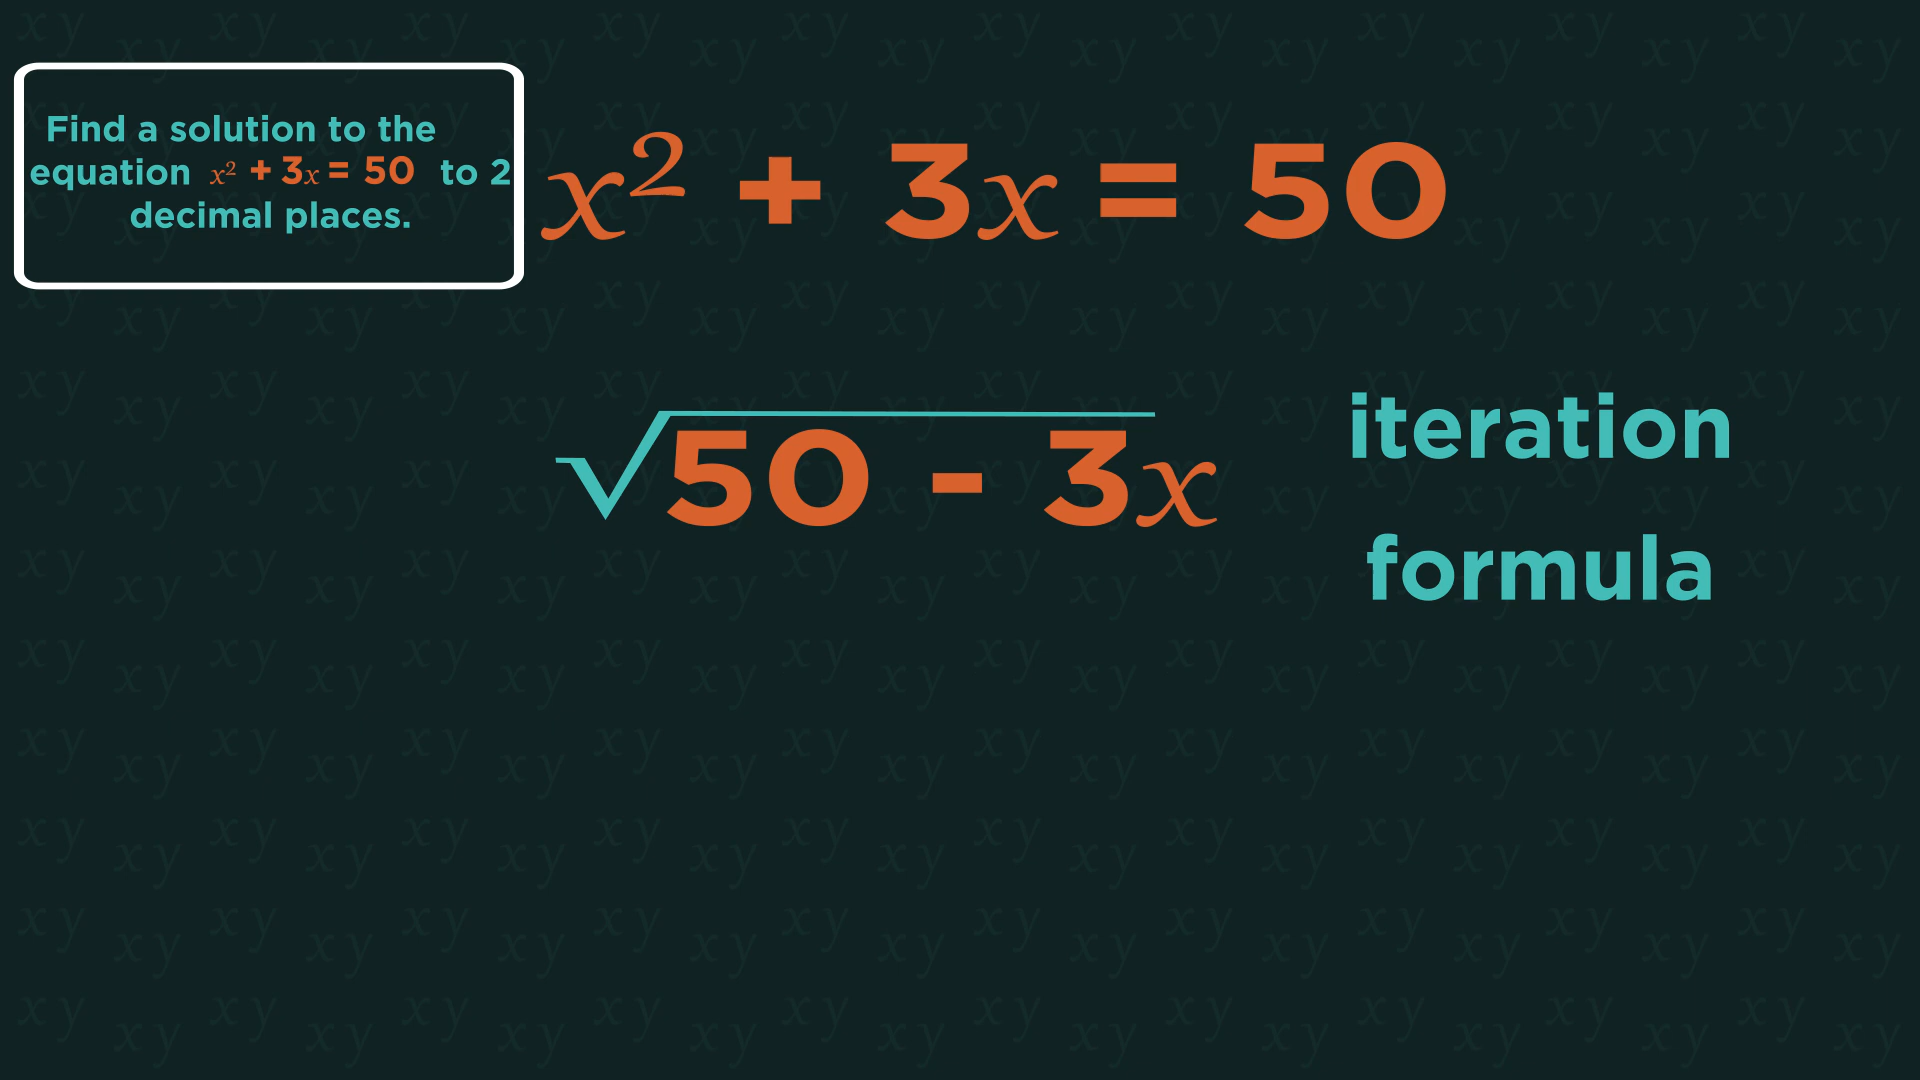 Find a solution to the
equation x² + 3x = 50 to 2
decimal places.
x² + 3x = 50
√50 - 3x
iteration
formula